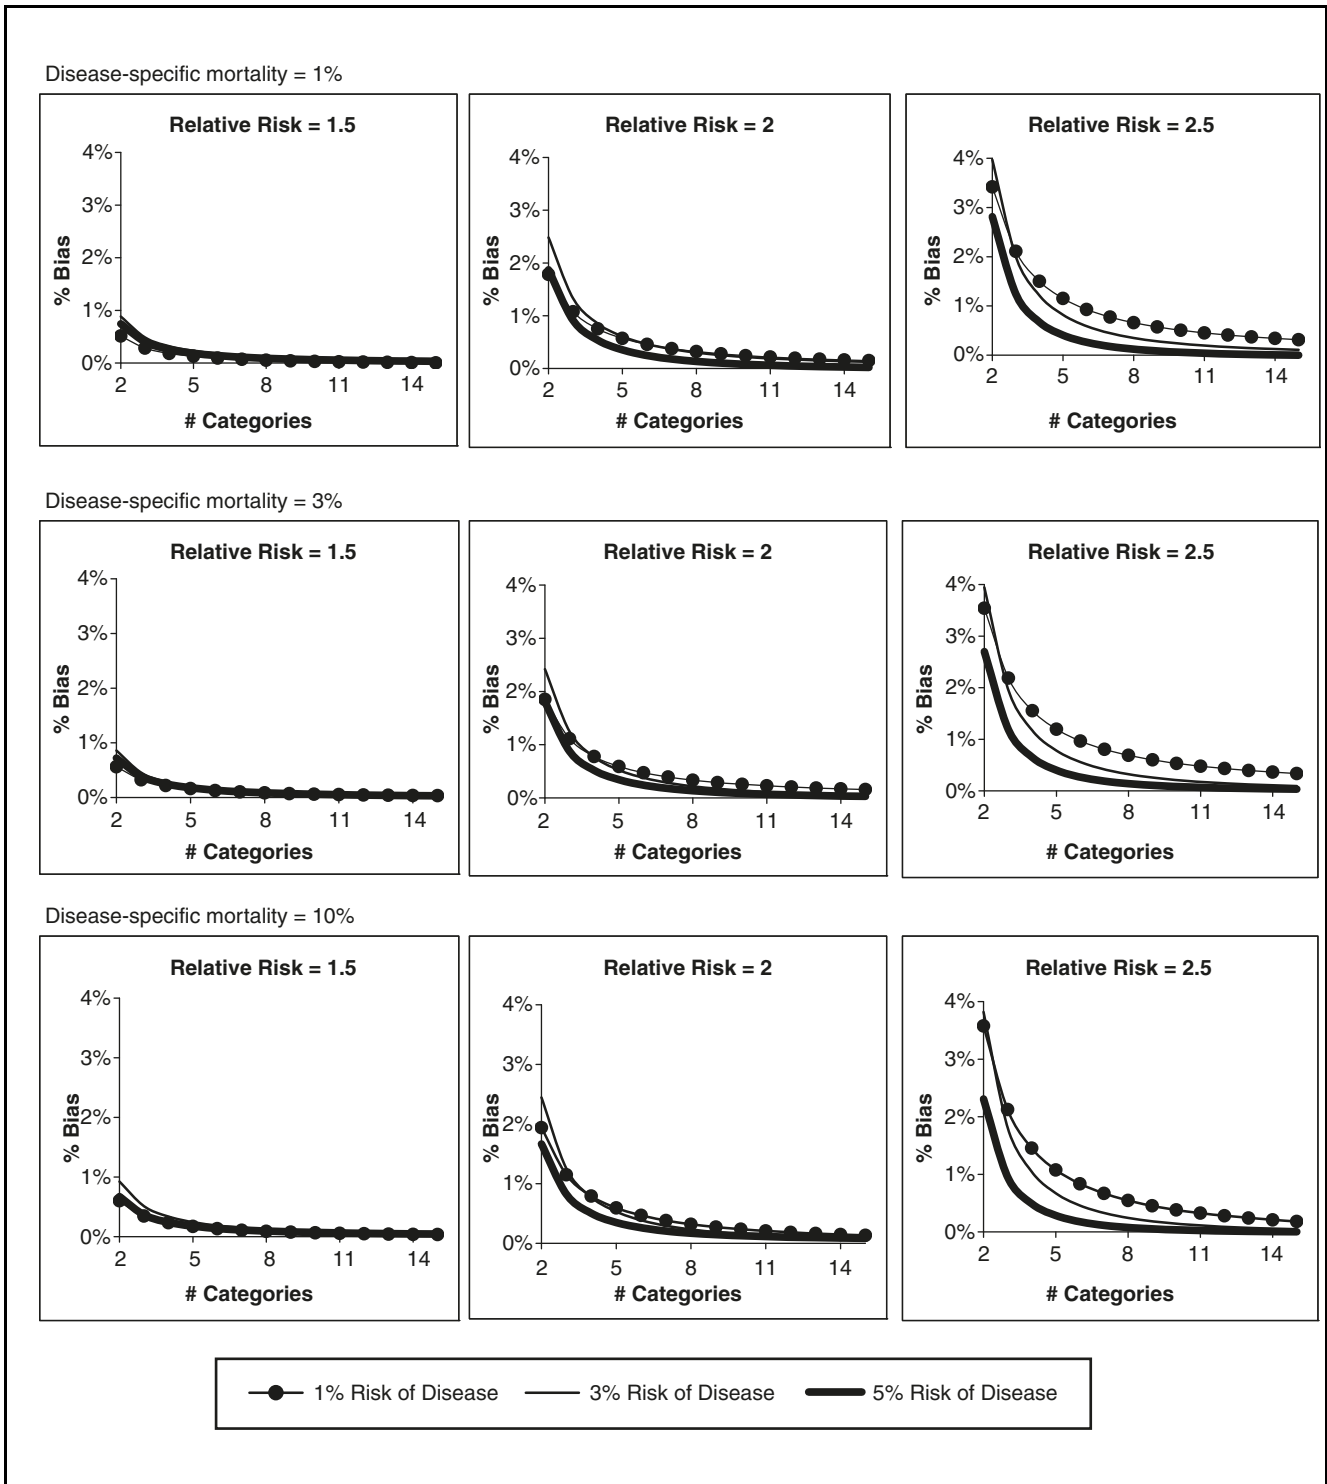 Disease-specific mortality = 1%
Relative Risk = 1.5
4%
3%
2%
1%
0%
% Bias
2 5 8 11 14
# Categories
Relative Risk = 2
4%
3%
2%
1%
0%
% Bias
2 5 8 11 14
# Categories
Relative Risk = 2.5
4%
3%
2%
1%
0%
% Bias
2 5 8 11 14
# Categories
Disease-specific mortality = 3%
Relative Risk = 1.5
4%
3%
2%
1%
0%
% Bias
2 5 8 11 14
# Categories
Relative Risk = 2
4%
3%
2%
1%
0%
% Bias
2 5 8 11 14
# Categories
Relative Risk = 2.5
4%
3%
2%
1%
0%
% Bias
2 5 8 11 14
# Categories
Disease-specific mortality = 10%
Relative Risk = 1.5
4%
3%
2%
1%
0%
% Bias
2 5 8 11 14
# Categories
Relative Risk = 2
4%
3%
2%
1%
0%
% Bias
2 5 8 11 14
# Categories
Relative Risk = 2.5
4%
3%
2%
1%
0%
% Bias
2 5 8 11 14
# Categories
1% Risk of Disease 3% Risk of Disease 5% Risk of Disease